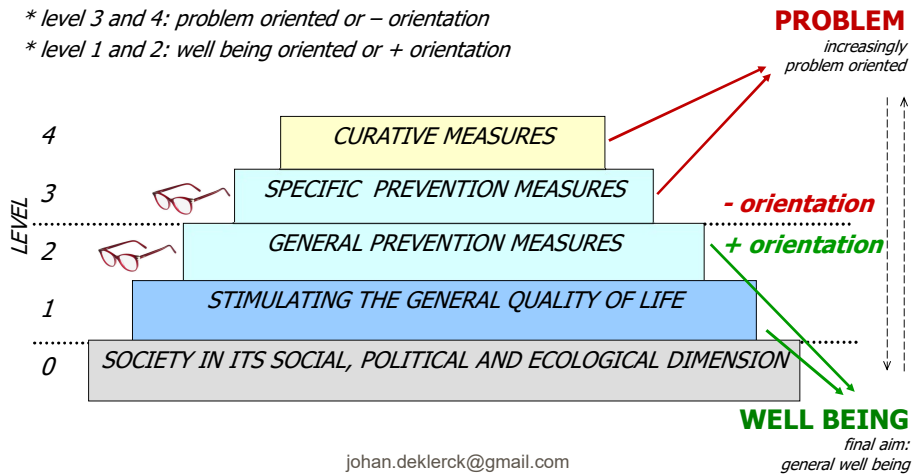 * level 3 and 4: problem oriented or – orientation
* level 1 and 2: well being oriented or + orientation
PROBLEM
increasingly
problem oriented
4
CURATIVE MEASURES
3
SPECIFIC PREVENTION MEASURES
- orientation
LEVEL
2
GENERAL PREVENTION MEASURES
+ orientation
1
STIMULATING THE GENERAL QUALITY OF LIFE
0
SOCIETY IN ITS SOCIAL, POLITICAL AND ECOLOGICAL DIMENSION
WELL BEING
final aim:
general well being
johan.deklerck@gmail.com